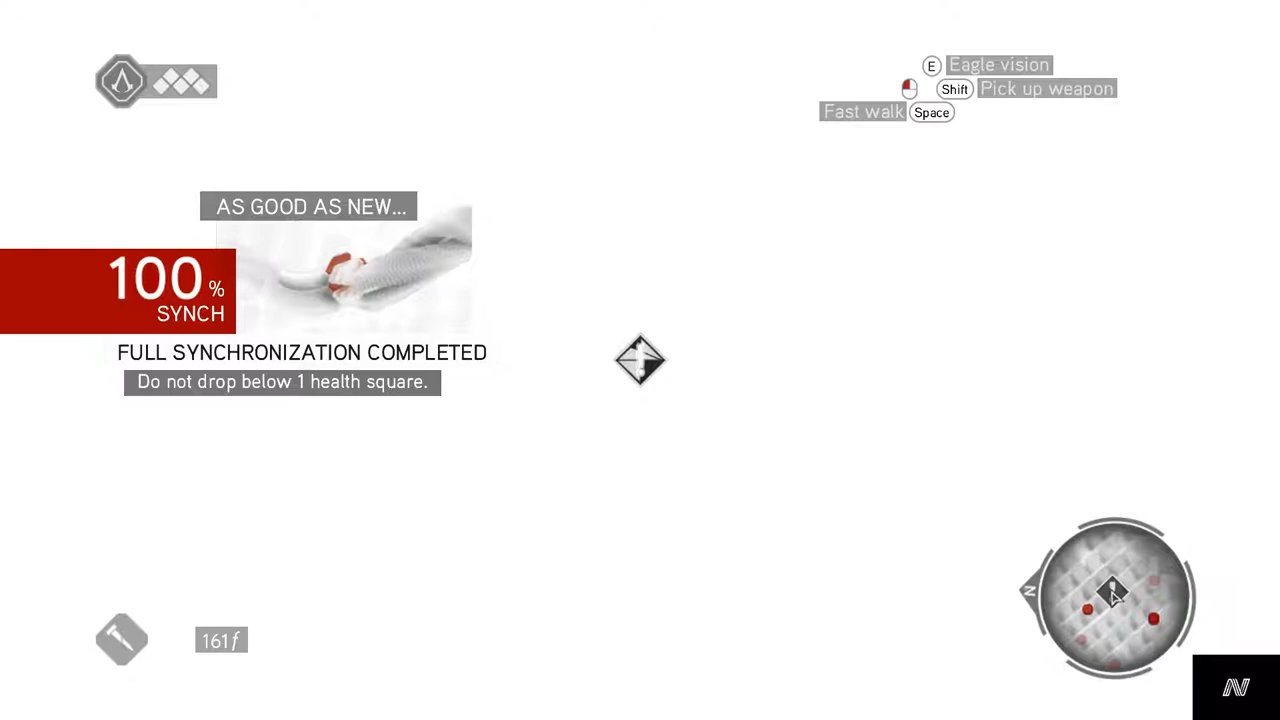 E Eagle vision
Shift Pick up weapon
Fast walk Space
AS GOOD AS NEW...
100%
SYNCH
FULL SYNCHRONIZATION COMPLETED
Do not drop below 1 health square.
N
161ƒ
N